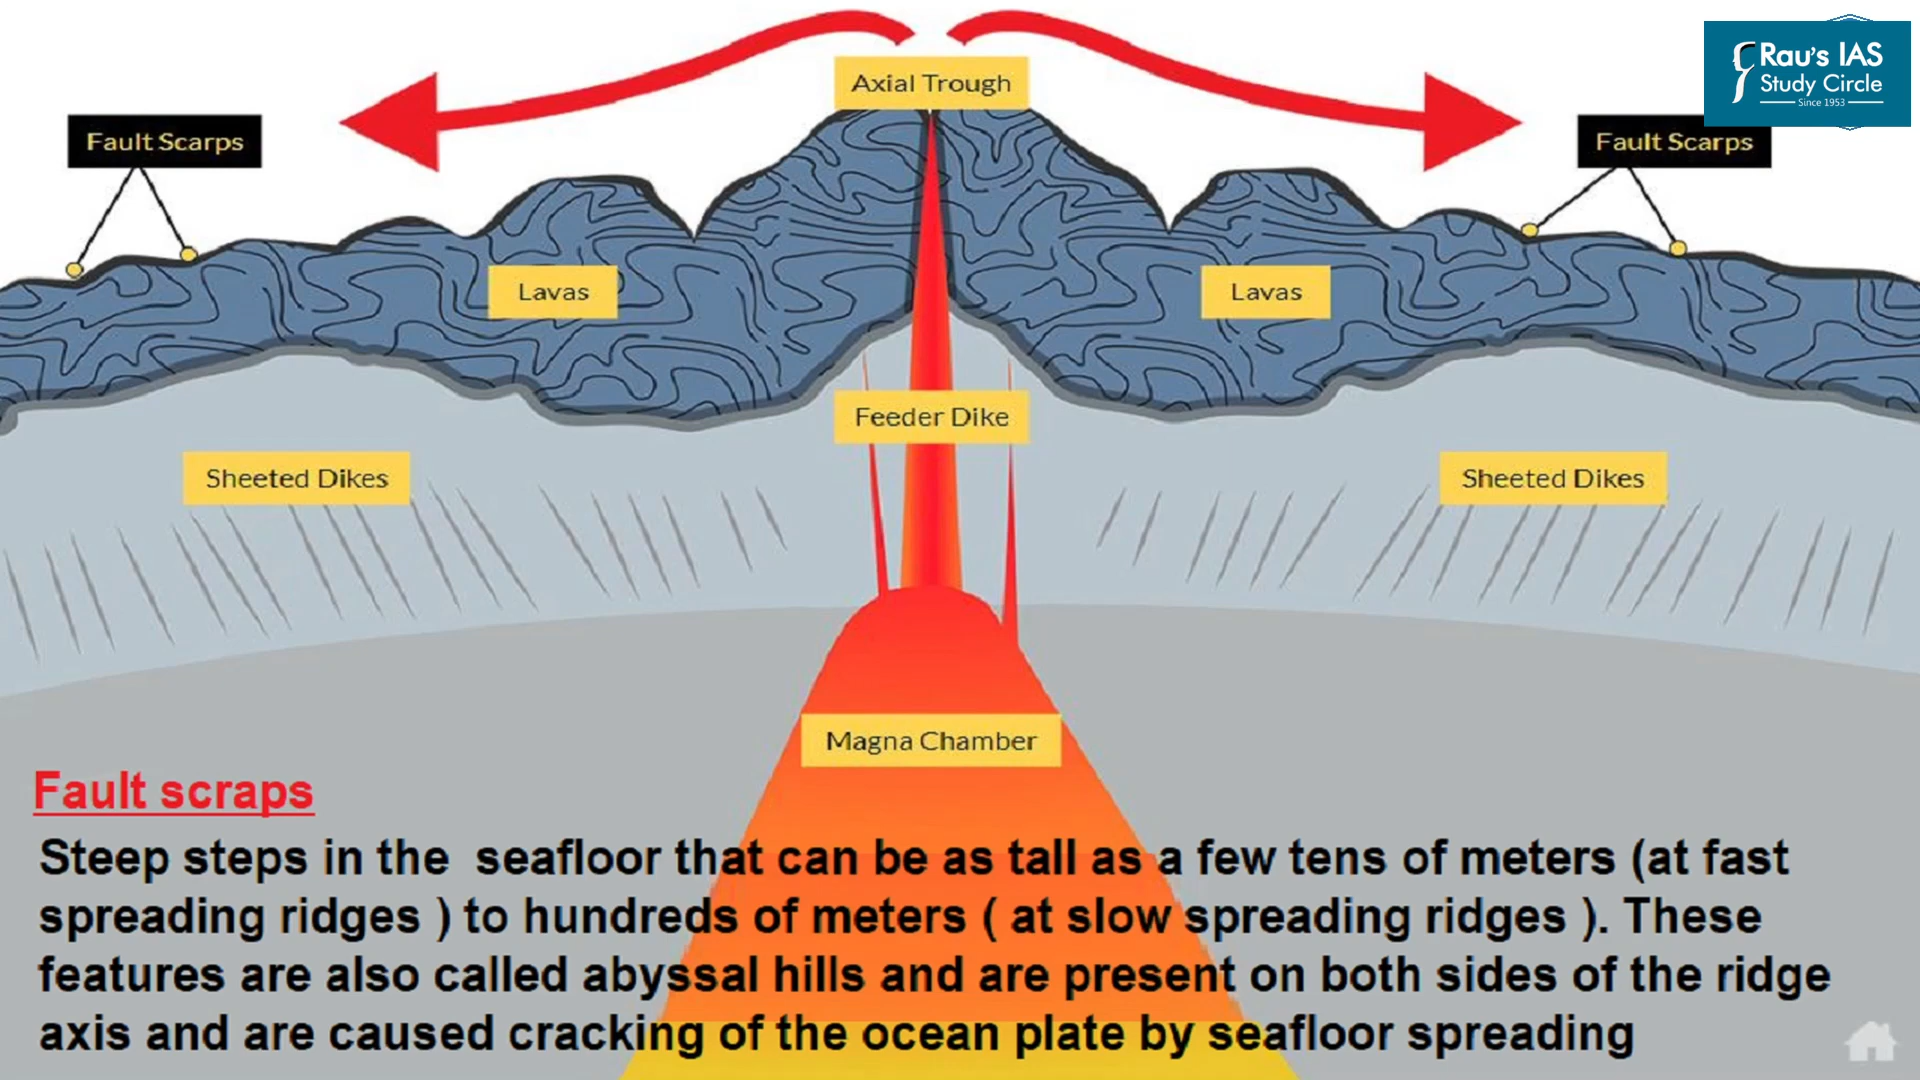 Rau's IAS
Study Circle
Since 1953
Axial Trough
Fault Scarps
Fault Scarps
Lavas
Lavas
Feeder Dike
Sheeted Dikes
Sheeted Dikes
Magna Chamber
Fault scraps
Steep steps in the seafloor that can be as tall as a few tens of meters (at fast
spreading ridges ) to hundreds of meters ( at slow spreading ridges ). These
features are also called abyssal hills and are present on both sides of the ridge
axis and are caused cracking of the ocean plate by seafloor spreading